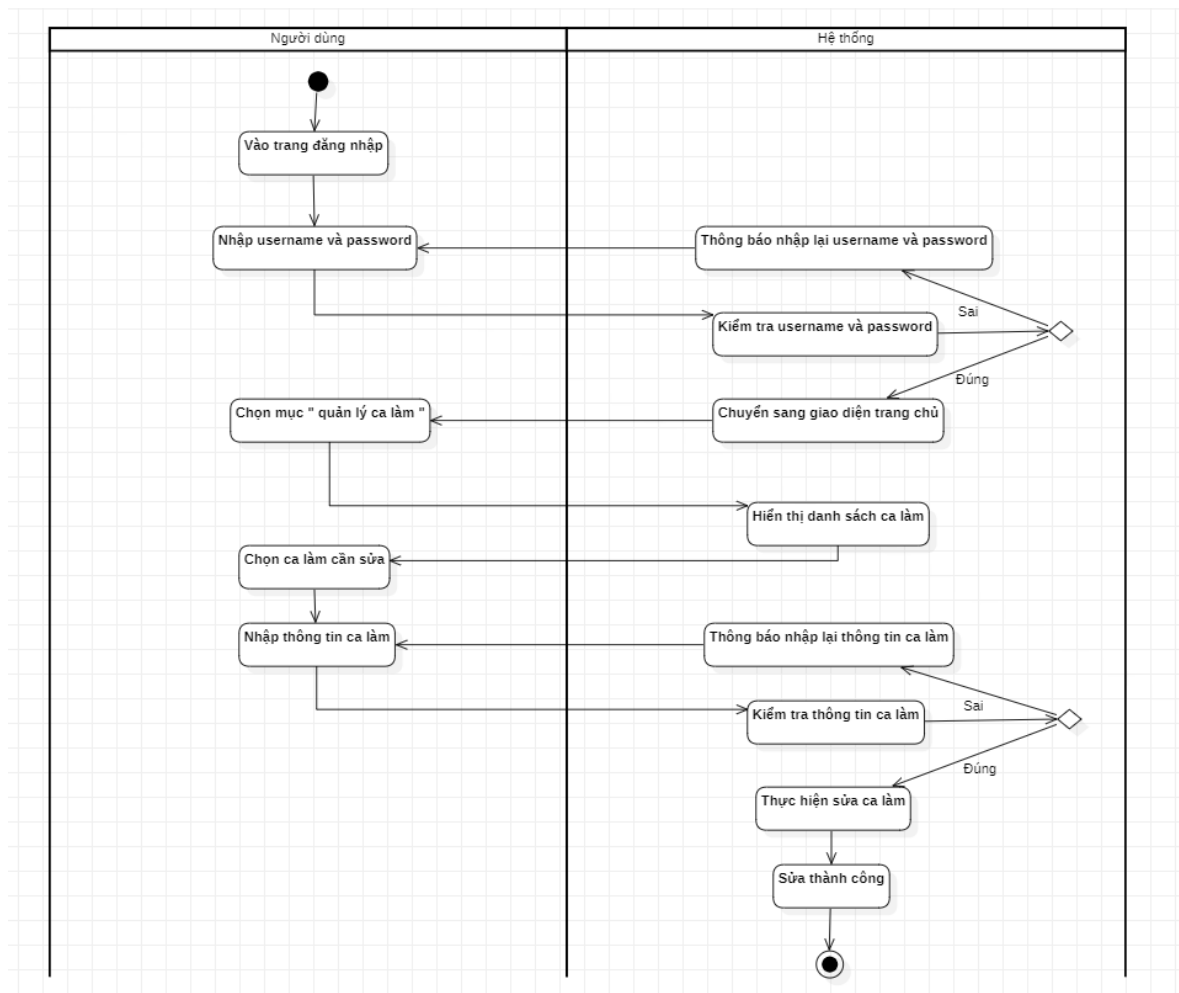 Người dùng
Hệ thống
Vào trang đăng nhập
Nhập username và password
Thông báo nhập lại username và password
Sai
Kiểm tra username và password
Đúng
Chọn mục " quản lý ca làm "
Chuyển sang giao diện trang chủ
Hiển thị danh sách ca làm
Chọn ca làm cần sửa
Nhập thông tin ca làm
Thông báo nhập lại thông tin ca làm
Sai
Kiểm tra thông tin ca làm
Đúng
Thực hiện sửa ca làm
Sửa thành công